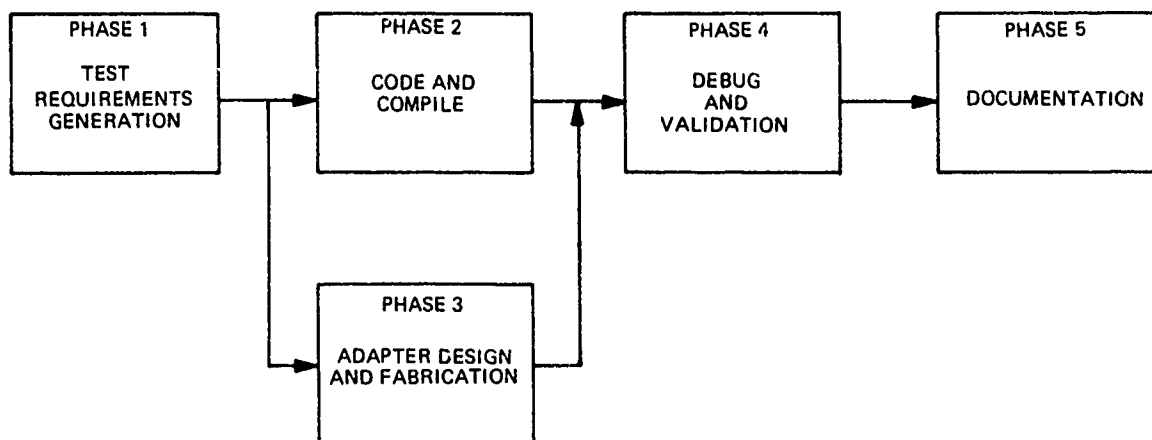 PHASE 1
TEST
REQUIREMENTS
GENERATION
PHASE 2
CODE AND
COMPILE
PHASE 4
DEBUG
AND
VALIDATION
PHASE 5
DOCUMENTATION
PHASE 3
ADAPTER DESIGN
AND FABRICATION